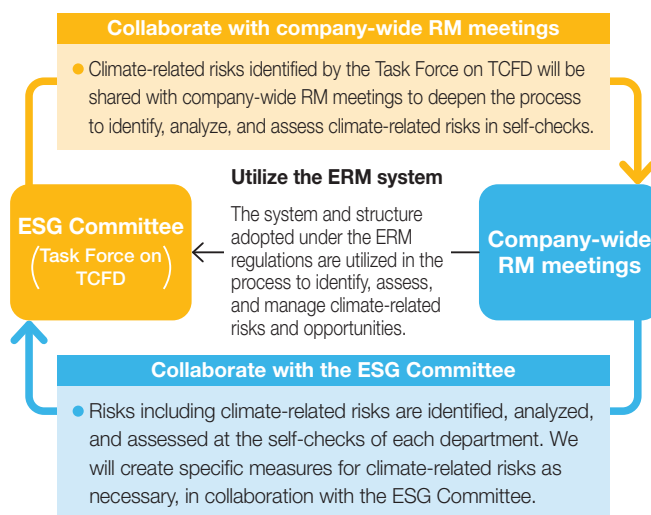 Collaborate with company-wide RM meetings
● Climate-related risks identified by the Task Force on TCFD will be
shared with company-wide RM meetings to deepen the process
to identify, analyze, and assess climate-related risks in self-checks.
ESG Committee
(Task Force on
TCFD)
Utilize the ERM system
The system and structure
adopted under the ERM
regulations are utilized in the
process to identify, assess,
and manage climate-related
risks and opportunities.
Company-wide
RM meetings
Collaborate with the ESG Committee
● Risks including climate-related risks are identified, analyzed,
and assessed at the self-checks of each department. We
will create specific measures for climate-related risks as
necessary, in collaboration with the ESG Committee.